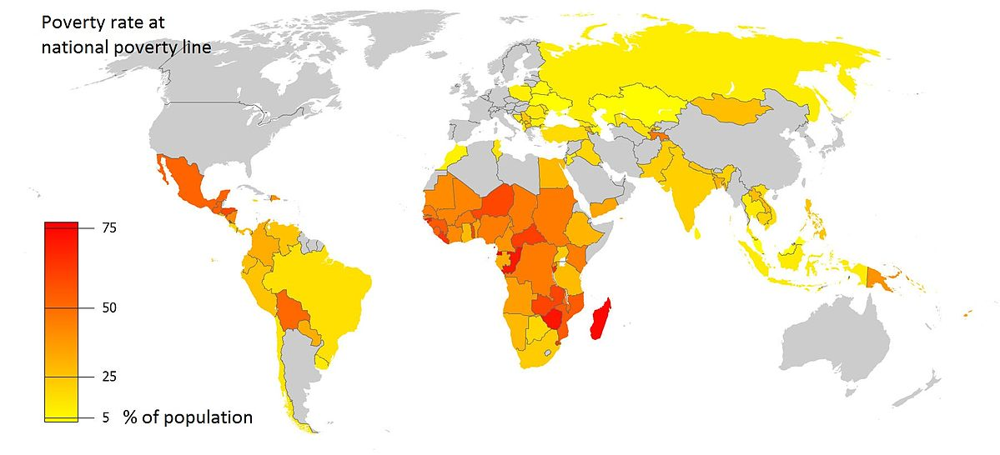 Poverty rate at
national poverty line
75
50
25
5 % of population